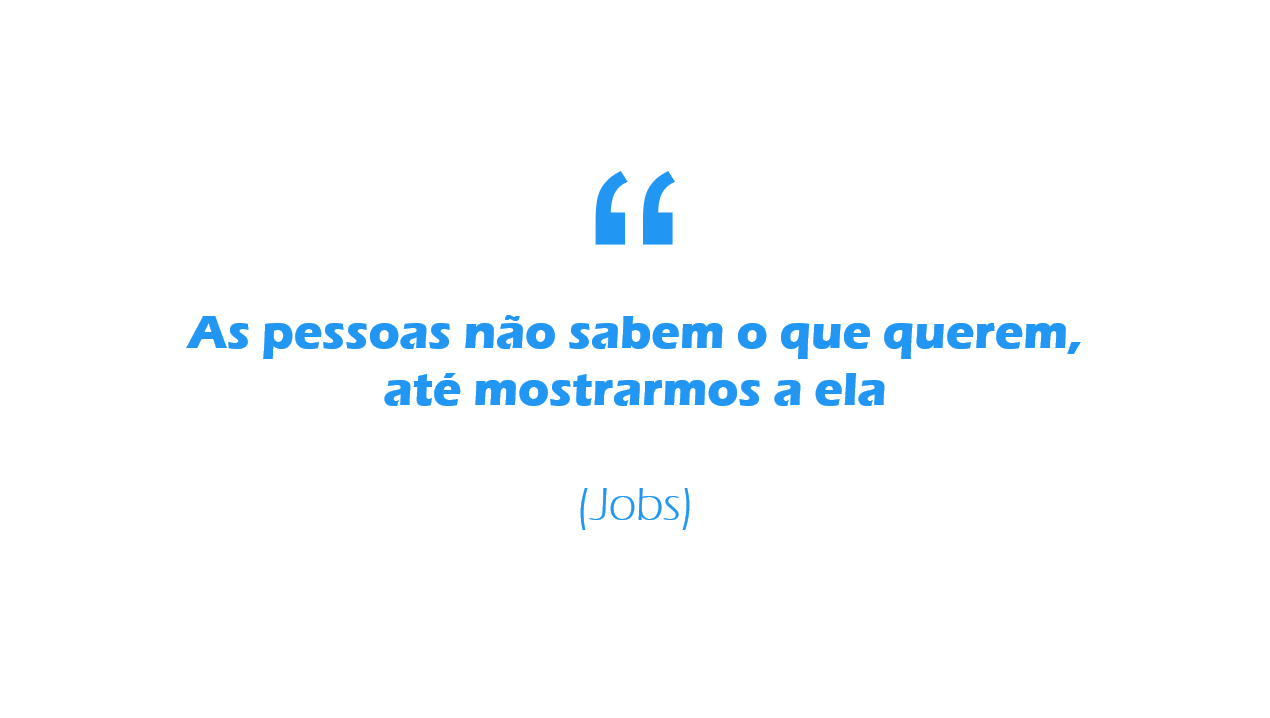 “
As pessoas não sabem o que querem,
até mostrarmos a ela
(Jobs)